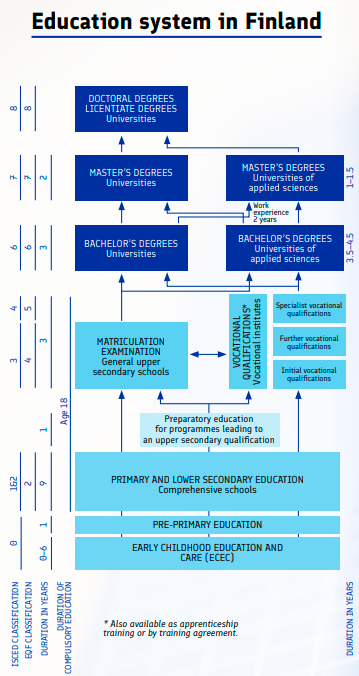 Education system in Finland
DOCTORAL DEGREES
LICENTIATE DEGREES
Universities
8
8
MASTER'S DEGREES
Universities
MASTER'S DEGREES
Universities of
applied sciences
7
7
2
1–1.5
Work
experience
2 years
BACHELOR'S DEGREES
Universities
BACHELOR'S DEGREES
Universities of
applied sciences
6
6
3
3.5–4.5
4
5
3
4
3
MATRICULATION
EXAMINATION
General upper
secondary schools
VOCATIONAL
QUALIFICATIONS*
Vocational institutes
Specialist vocational
qualifications
Further vocational
qualifications
Initial vocational
qualifications
Age 18
1
Preparatory education
for programmes leading to
an upper secondary qualification
1&2
2
9
PRIMARY AND LOWER SECONDARY EDUCATION
Comprehensive schools
0
1
PRE-PRIMARY EDUCATION
0–6
EARLY CHILDHOOD EDUCATION AND
CARE (ECEC)
ISCED CLASSIFICATION
EQF CLASSIFICATION
DURATION IN YEARS
DURATION OF
COMPULSORY EDUCATION
DURATION IN YEARS
* Also available as apprenticeship
training or by training agreement.